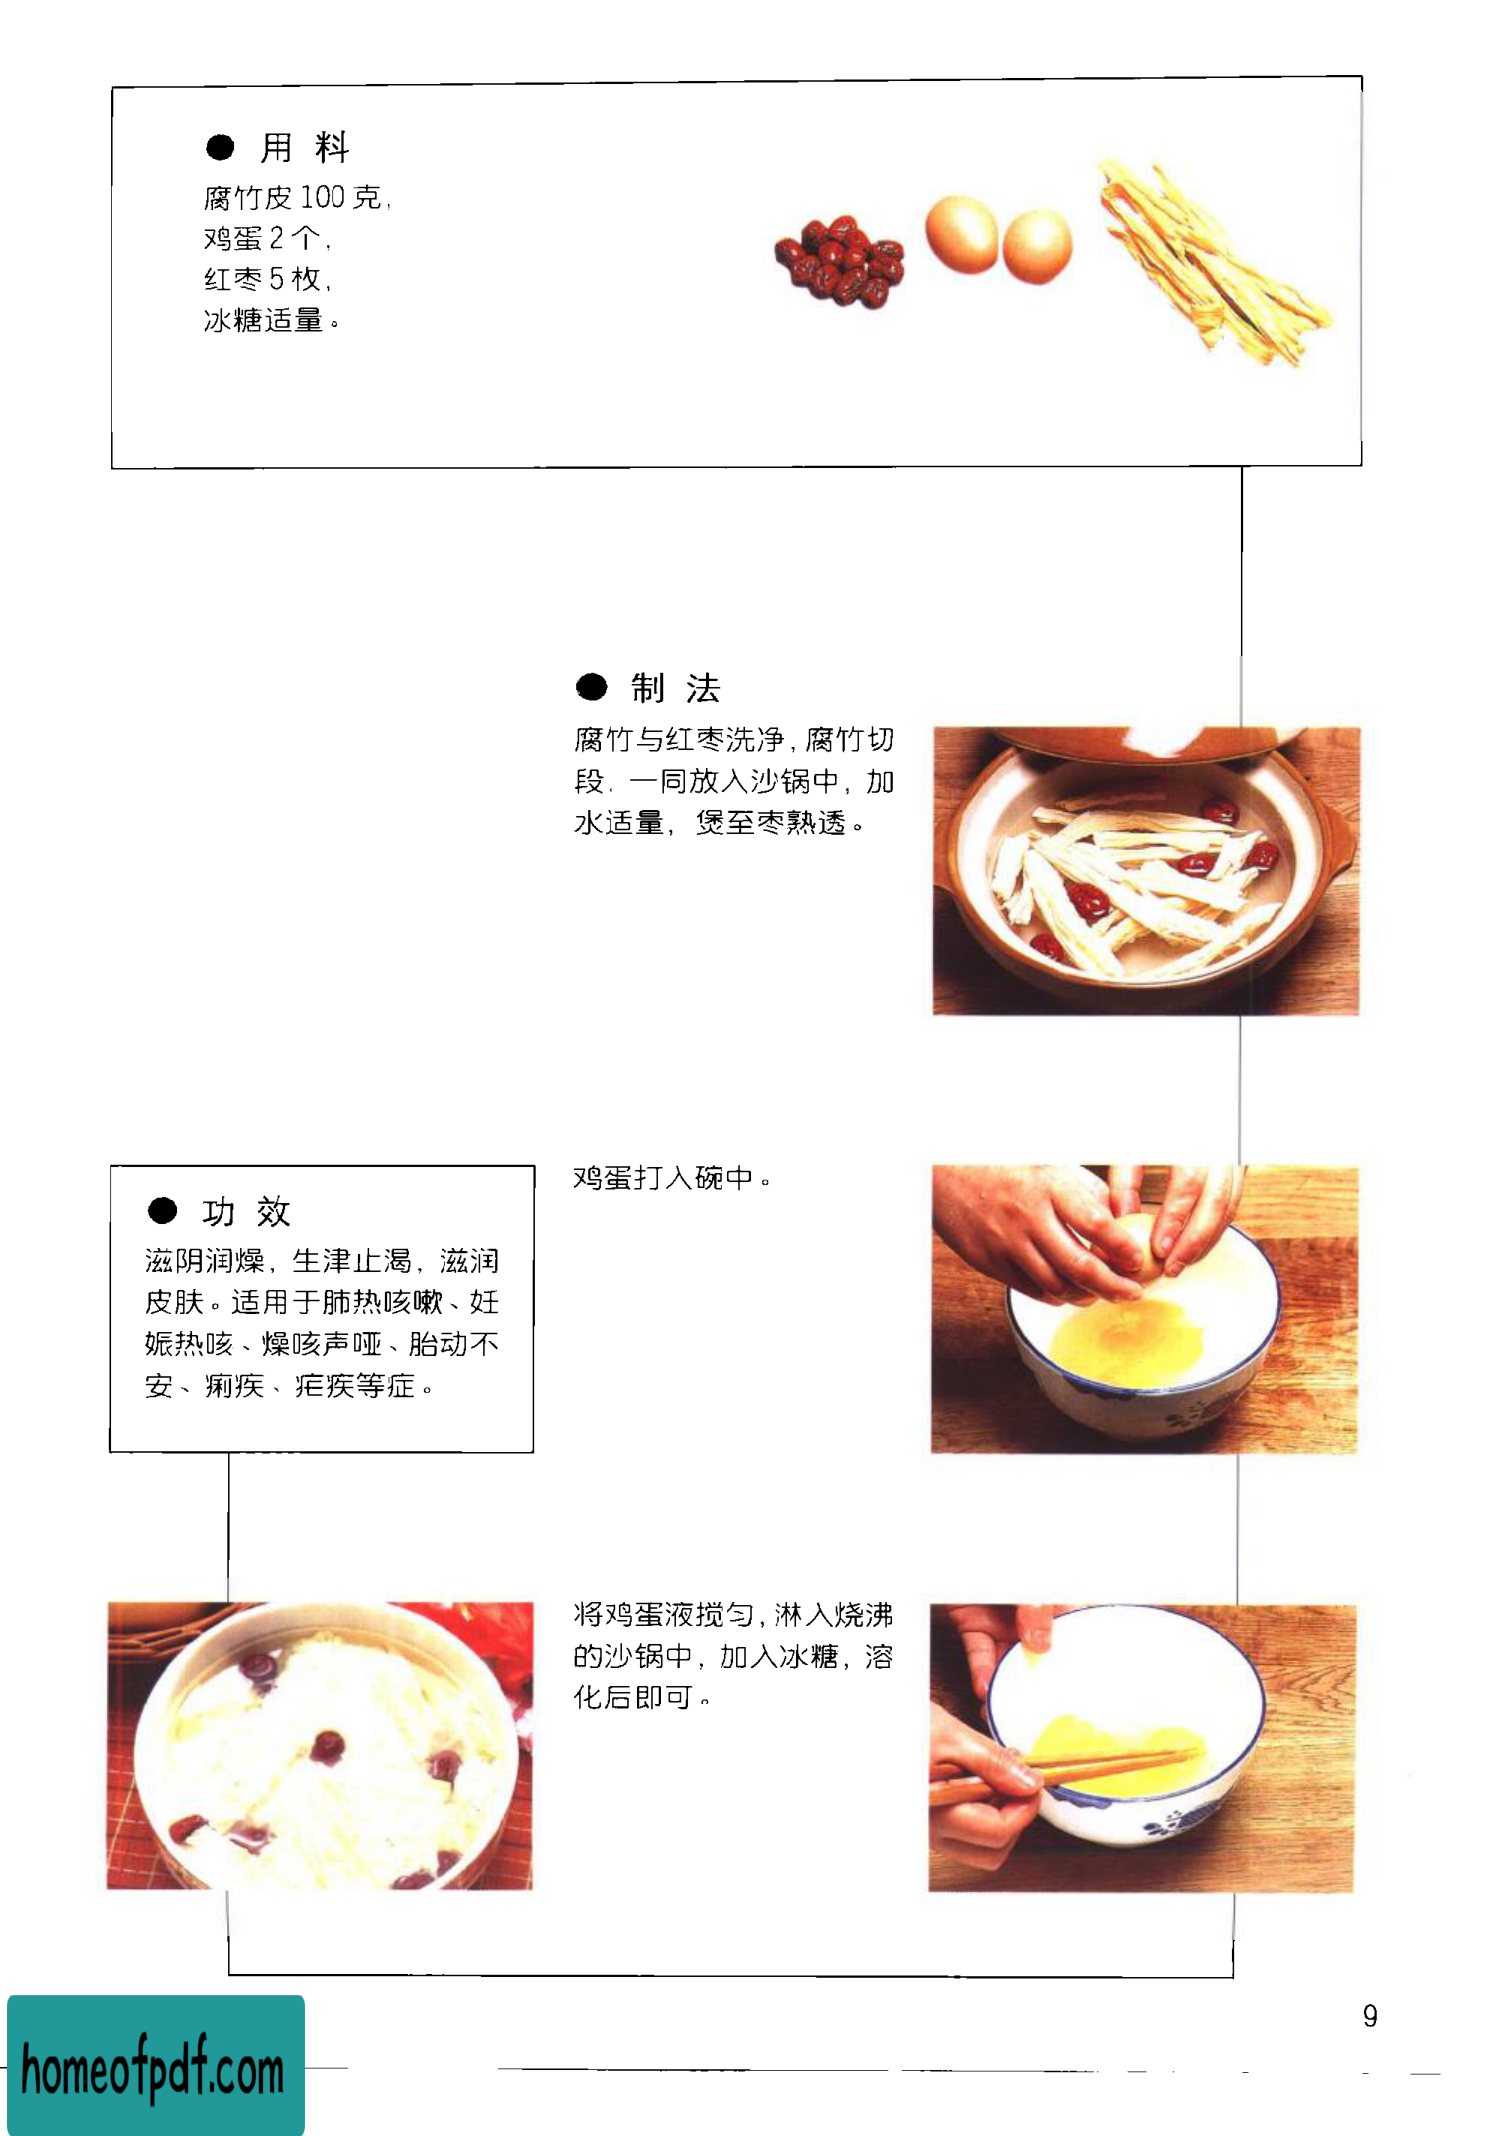 ● 用 料
腐竹皮 100 克,
鸡蛋 2 个,
红枣 5 枚,
冰糖适量。
● 制 法
腐竹与红枣洗净, 腐竹切
段, 一同放入沙锅中, 加
水适量, 煲至枣熟透。
鸡蛋打入碗中。
● 功 效
滋阴润燥, 生津止渴, 滋润
皮肤。适用于肺热咳嗽、妊
娠热咳、燥咳声哑、胎动不
安、痢疾、疟疾等症。
将鸡蛋液搅匀, 淋入烧沸
的沙锅中, 加入冰糖, 溶
化后即可。
9
homeofpdf.com